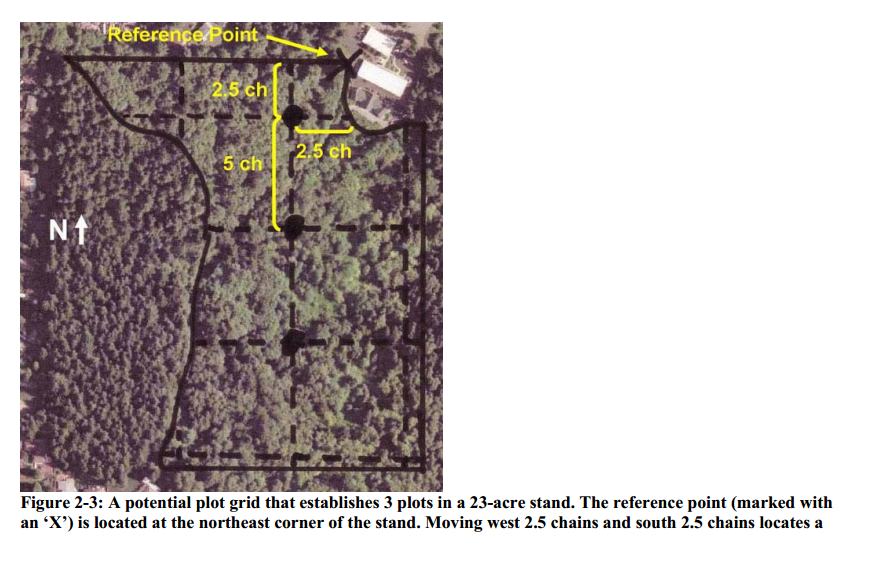 Reference Point
2.5 ch
2.5 ch
5 ch
N
Figure 2-3: A potential plot grid that establishes 3 plots in a 23-acre stand. The reference point (marked with
an ‘X’) is located at the northeast corner of the stand. Moving west 2.5 chains and south 2.5 chains locates a